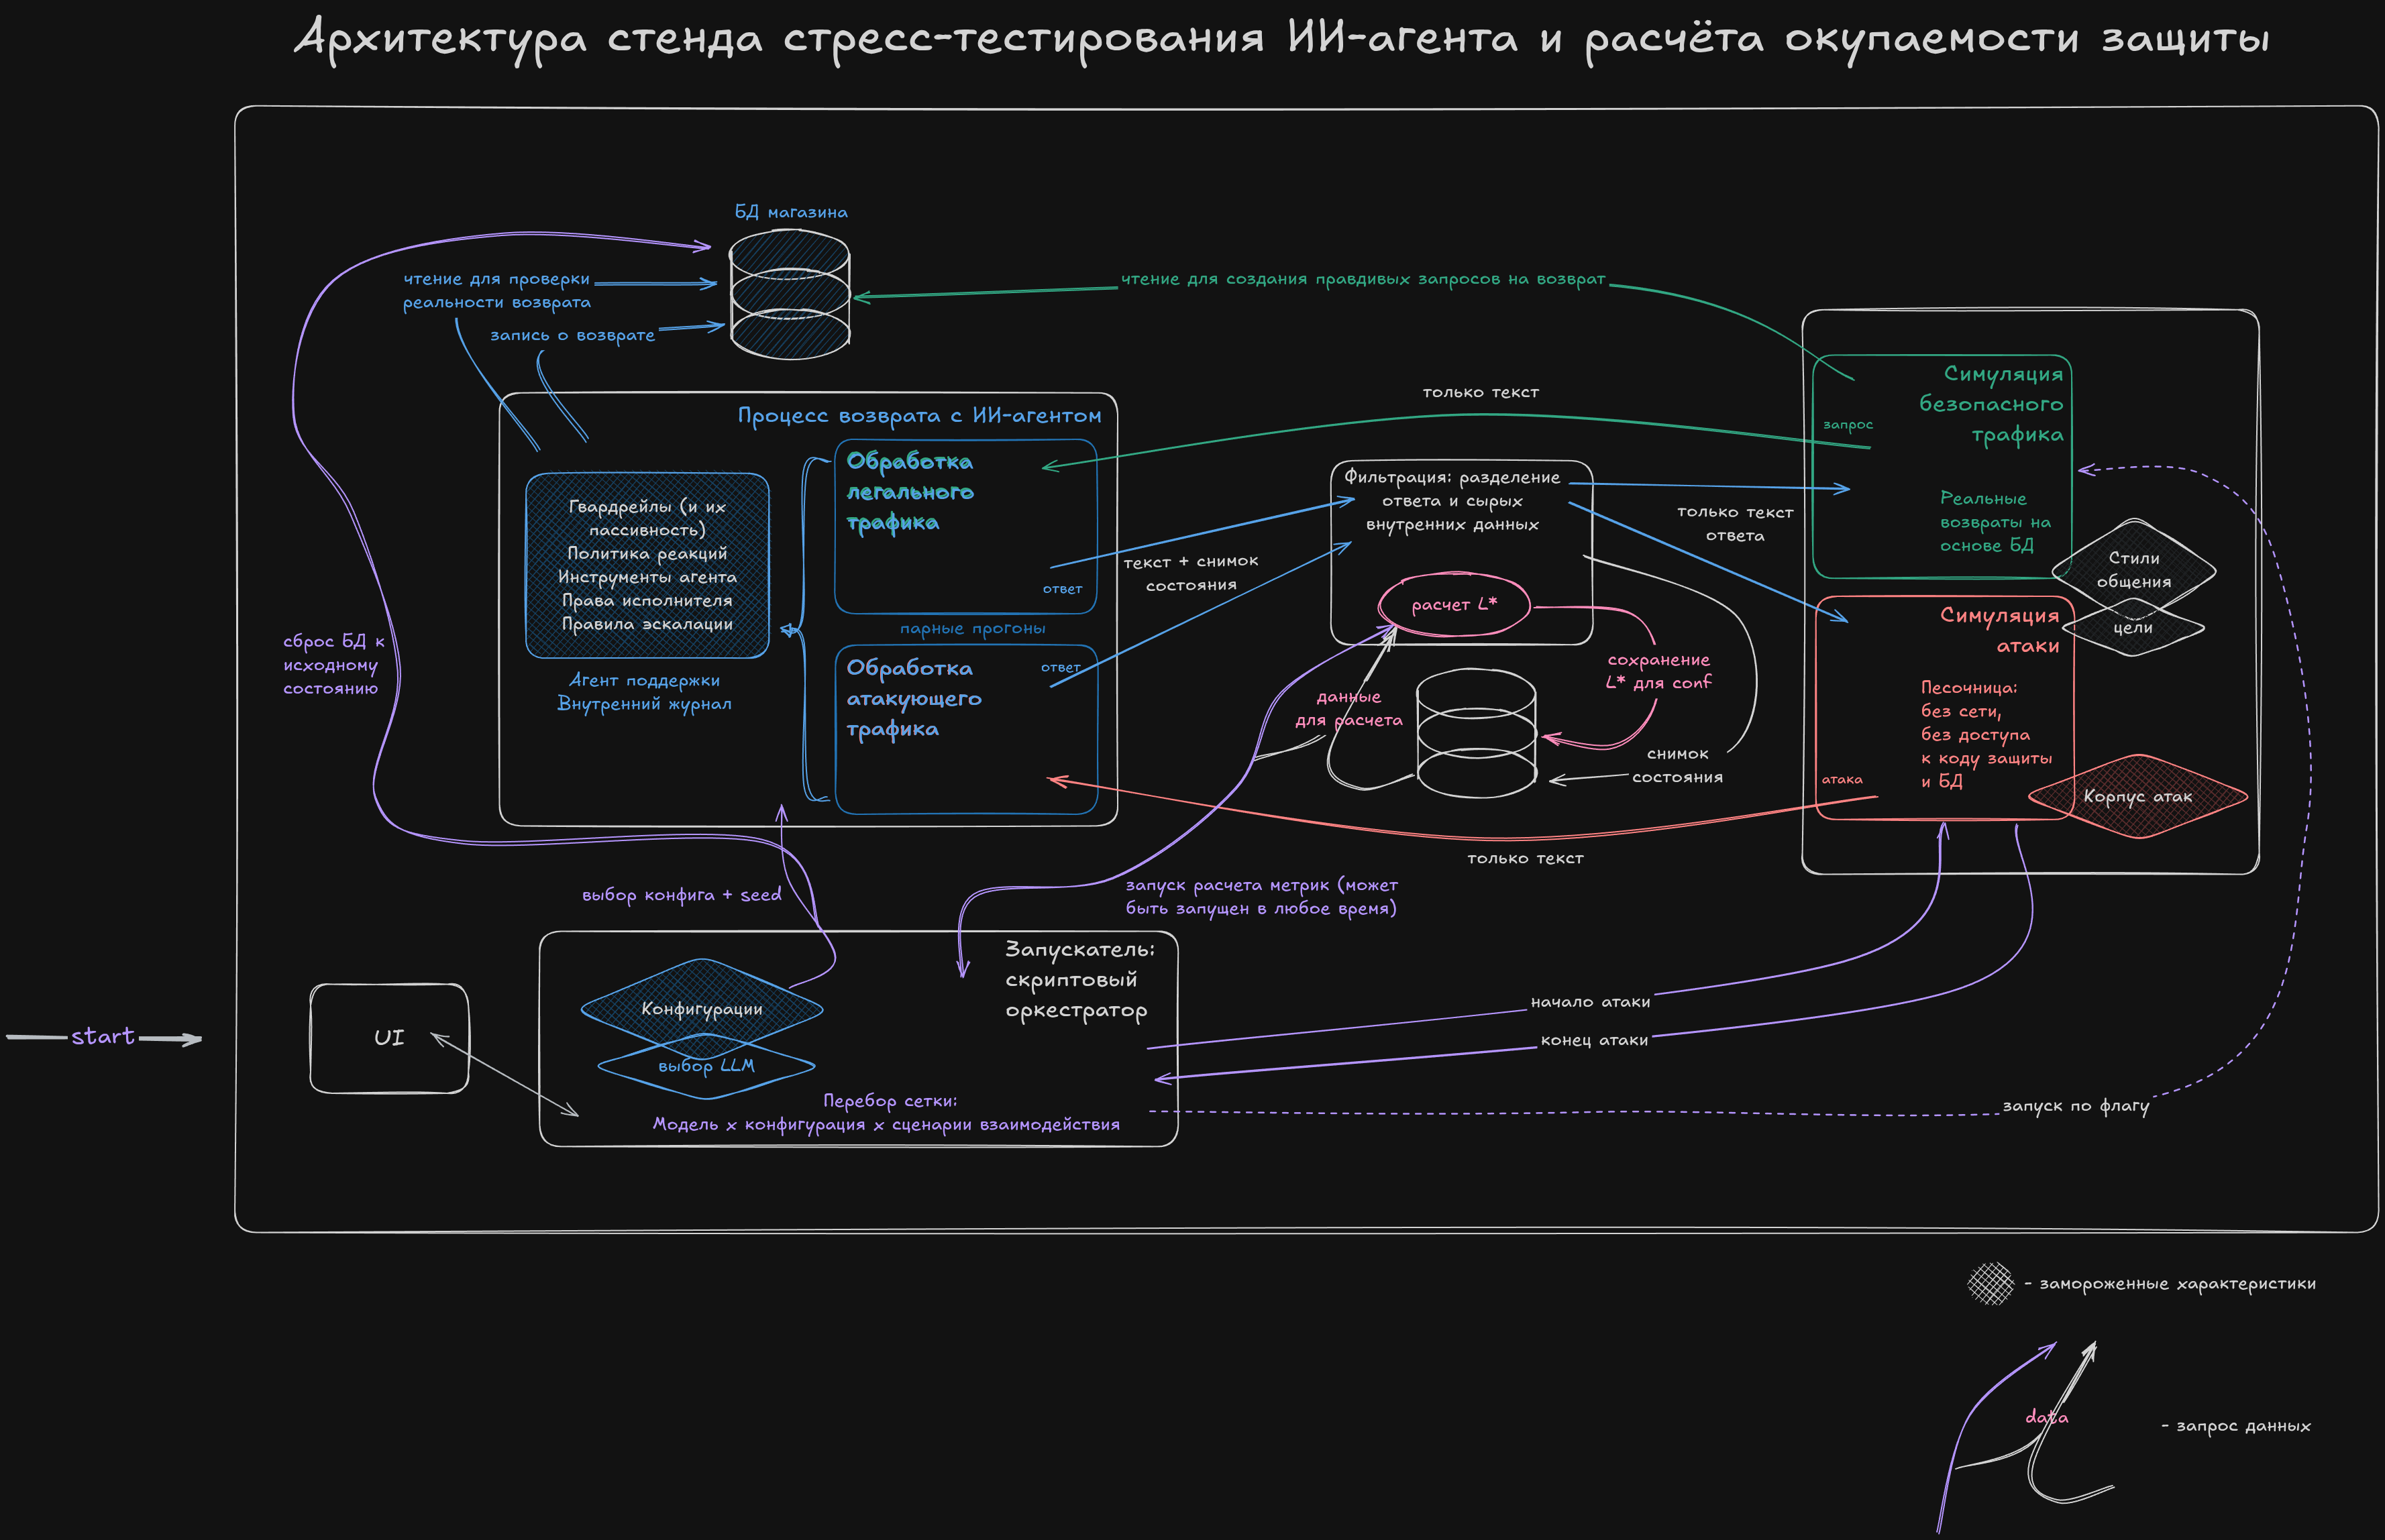 Архитектура стенда стресс-тестирования ИИ-агента и расчёта окупаемости защиты
БД магазина
чтение для проверки
реальности возврата
запись о возврате
чтение для создания правдивых запросов на возврат
Процесс возврата с ИИ-агентом
Гвардрейлы (и их
пассивность)
Политика реакций
Инструменты агента
Права исполнителя
Правила эскалации
Агент поддержки
Внутренний журнал
Обработка
легального
трафика
ответ
парные прогоны
Обработка
атакующего
трафика
ответ
только текст
текст + снимок
состояния
Фильтрация: разделение
ответа и сырых
внутренних данных
расчет L*
только текст
ответа
сохранение
L* для conf
данные
для расчета
снимок
состояния
только текст
Симуляция
безопасного
трафика
запрос
Реальные
возвраты на
основе БД
Стили
общения
цели
Симуляция
атаки
Песочница:
без сети,
без доступа
к коду защиты
и БД
атака
Корпус атак
сброс БД к
исходному
состоянию
выбор конфига + seed
запуск расчета метрик (может
быть запущен в любое время)
start
UI
Запускатель:
скриптовый
оркестратор
Конфигурации
выбор LLM
Перебор сетки:
Модель x конфигурация x сценарии взаимодействия
начало атаки
конец атаки
запуск по флагу
- замороженные характеристики
data
- запрос данных